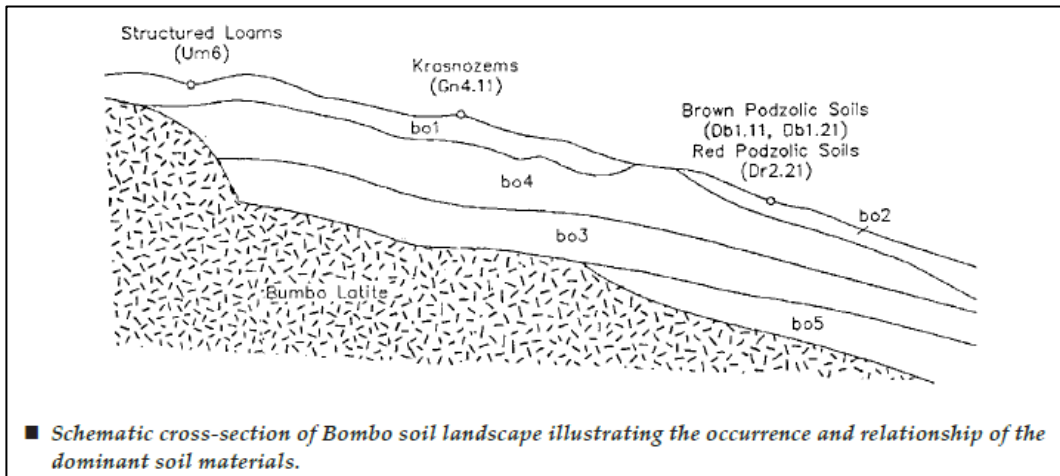 Structured Loams
(Um6)
Krasnozems
(Gn4.11)
Brown Podzolic Soils
(Db1.11, Db1.21)
Red Podzolic Soils
(Dr2.21)
bo1
bo4
bo2
bo3
Bumbo Latite
bo5
■ Schematic cross-section of Bombo soil landscape illustrating the occurrence and relationship of the
dominant soil materials.